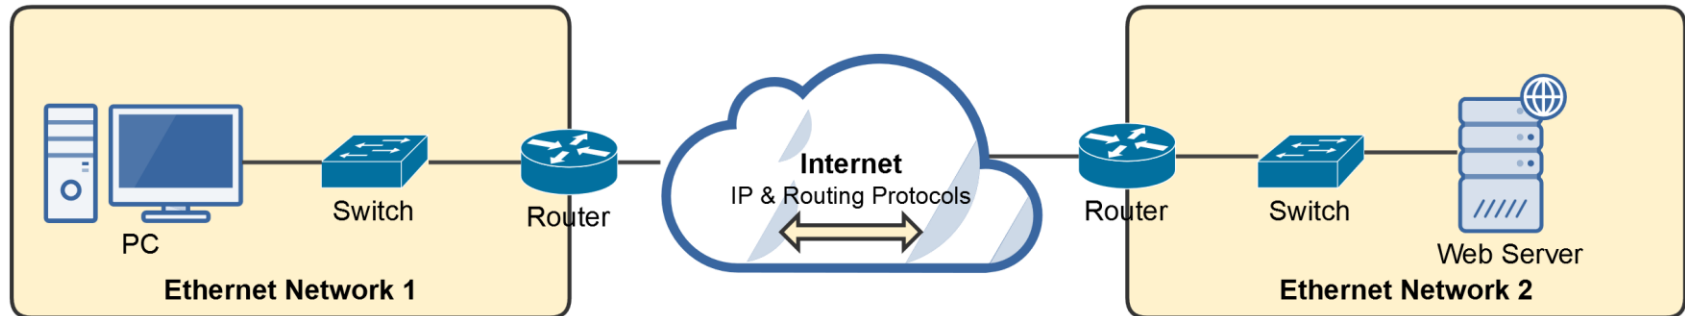 PC
Switch
Router
Ethernet Network 1
Internet
IP & Routing Protocols
Router
Switch
Web Server
Ethernet Network 2